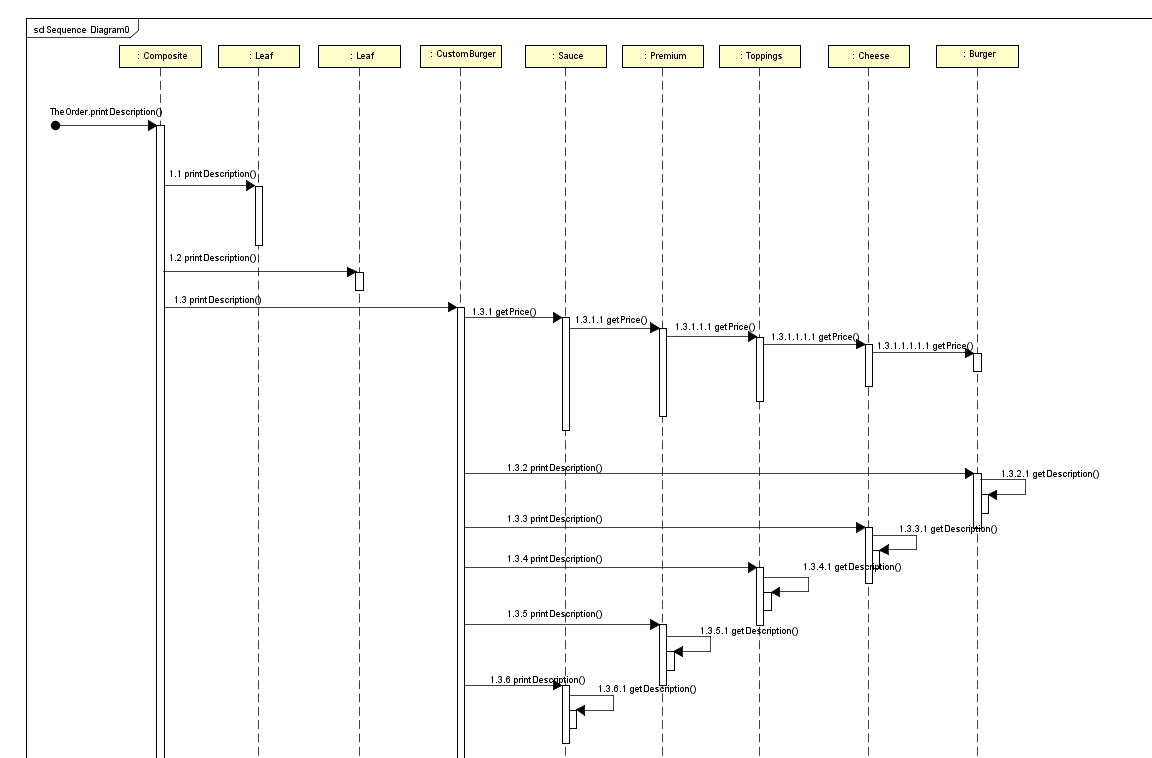 sd Sequence Diagram0
: Composite
: Leaf
: Leaf
: CustomBurger
: Sauce
: Premium
: Toppings
: Cheese
: Burger
TheOrder.printDescription()
1.1 printDescription()
1.2 printDescription()
1.3 printDescription()
1.3.1 getPrice()
1.3.1.1 getPrice()
1.3.1.1.1 getPrice()
1.3.1.1.1.1 getPrice()
1.3.1.1.1.1.1 getPrice()
1.3.2 printDescription()
1.3.2.1 getDescription()
1.3.3 printDescription()
1.3.3.1 getDescription()
1.3.4 printDescription()
1.3.4.1 getDescription()
1.3.5 printDescription()
1.3.5.1 getDescription()
1.3.6 printDescription()
1.3.6.1 getDescription()